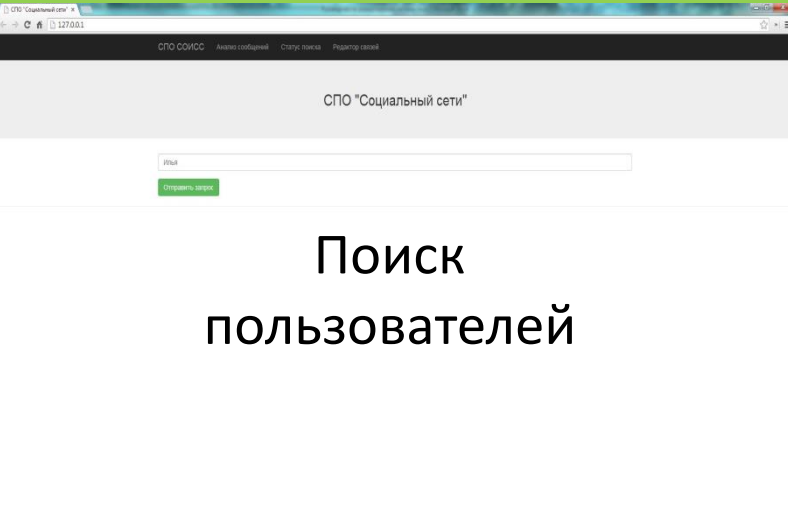 СПО "Социальный сети"
127.0.0.1
СПО СОИСС Анализ сообщений Статус поиска Редактор связей
СПО "Социальный сети"
Илья
Отправить запрос
Поиск
пользователей